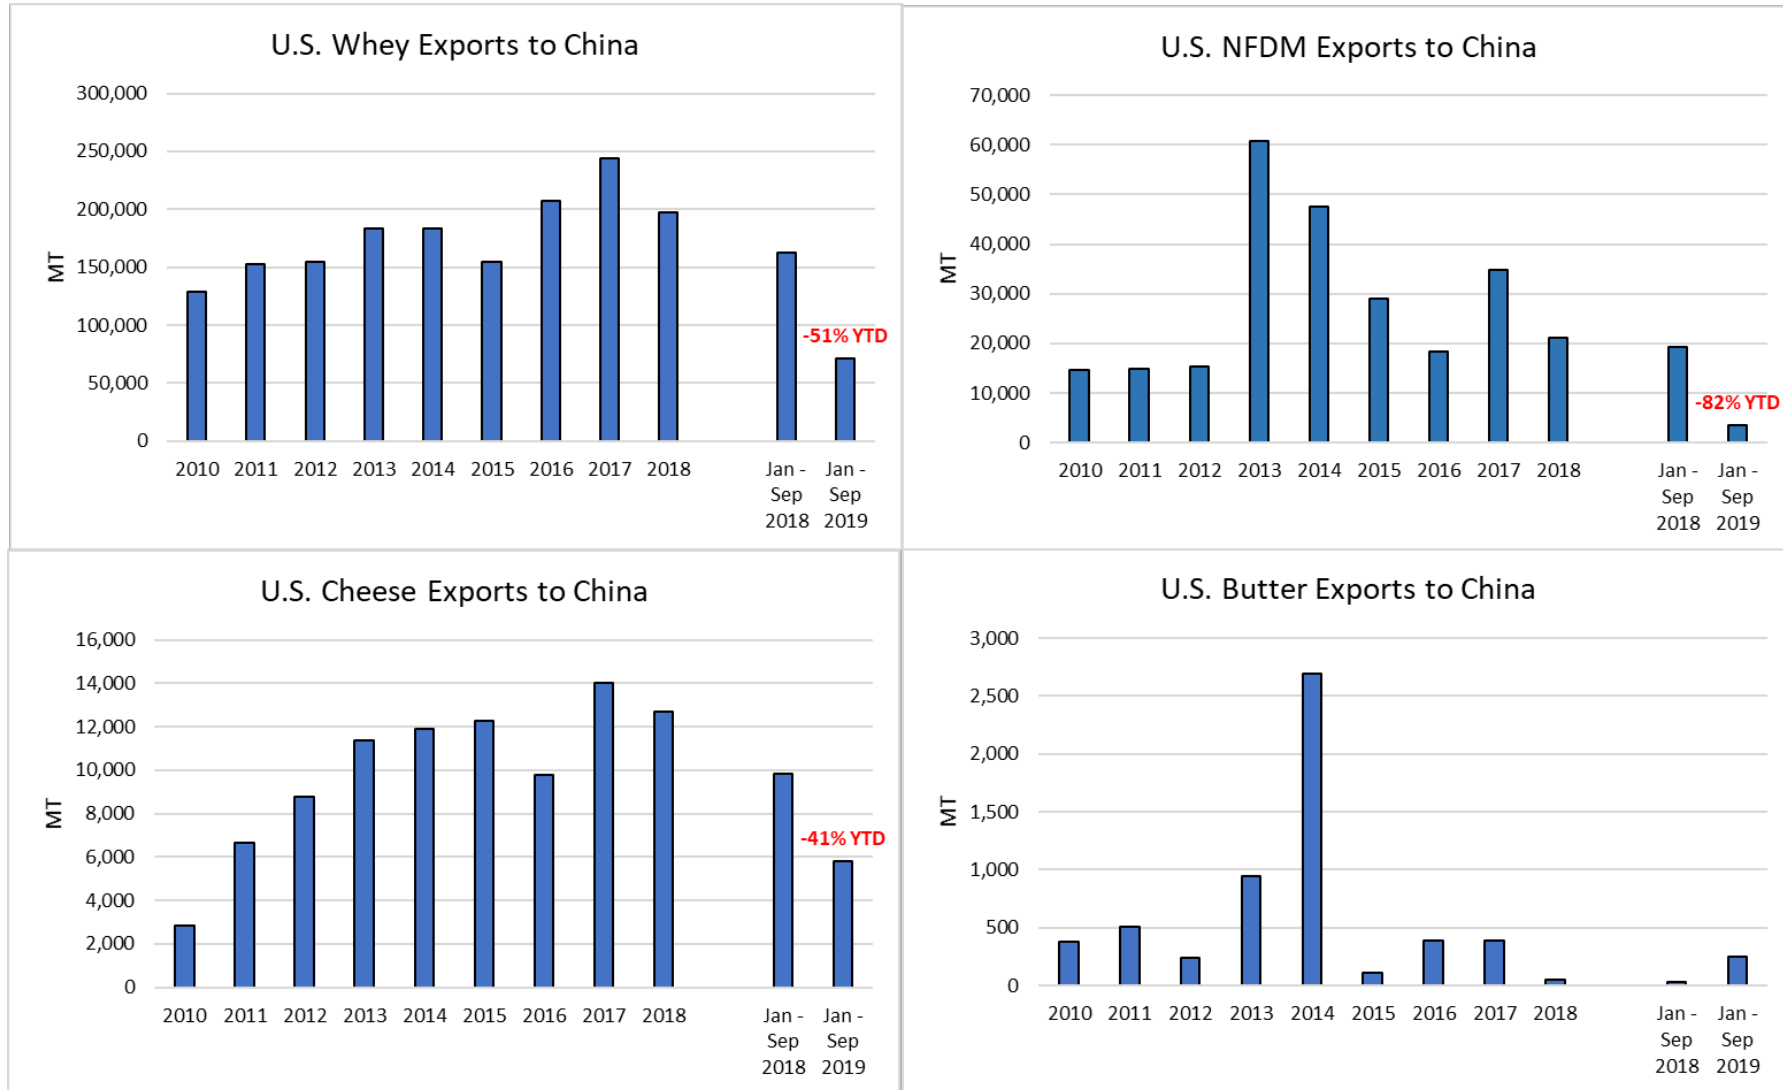 U.S. Whey Exports to China
300,000
250,000
200,000
150,000
100,000
50,000
0
MT
-51% YTD
2010 2011 2012 2013 2014 2015 2016 2017 2018 Jan - Jan -
Sep Sep
2018 2019
U.S. NFDM Exports to China
70,000
60,000
50,000
40,000
30,000
20,000
10,000
0
MT
-82% YTD
2010 2011 2012 2013 2014 2015 2016 2017 2018 Jan - Jan -
Sep Sep
2018 2019
U.S. Cheese Exports to China
16,000
14,000
12,000
10,000
8,000
6,000
4,000
2,000
0
MT
-41% YTD
2010 2011 2012 2013 2014 2015 2016 2017 2018 Jan - Jan -
Sep Sep
2018 2019
U.S. Butter Exports to China
3,000
2,500
2,000
1,500
1,000
500
0
MT
2010 2011 2012 2013 2014 2015 2016 2017 2018 Jan - Jan -
Sep Sep
2018 2019